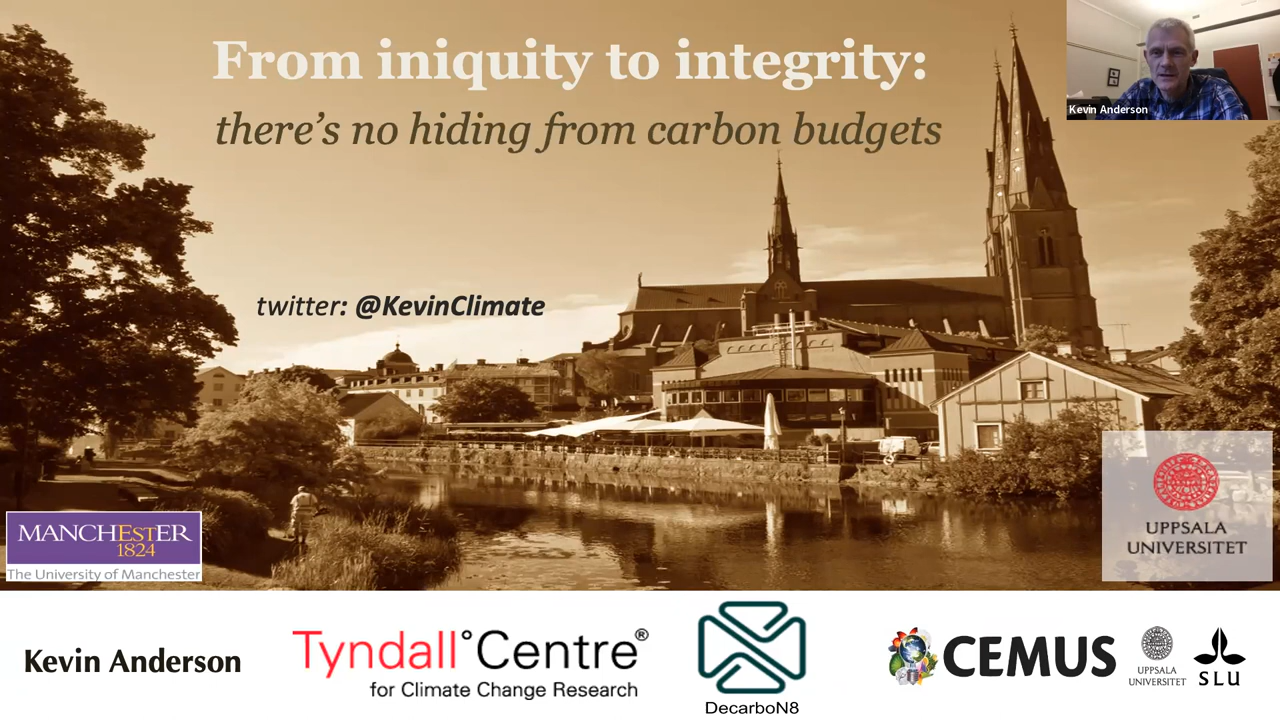 From iniquity to integrity:
there's no hiding from carbon budgets
Kevin Anderson
twitter: @KevinClimate
MANCHESTER
1824
The University of Manchester
UPPSALA
UNIVERSITET
Kevin Anderson
Tyndall°Centre®
for Climate Change Research
DecarboN8
CEMUS
UPPSALA
UNIVERSITET
SLU